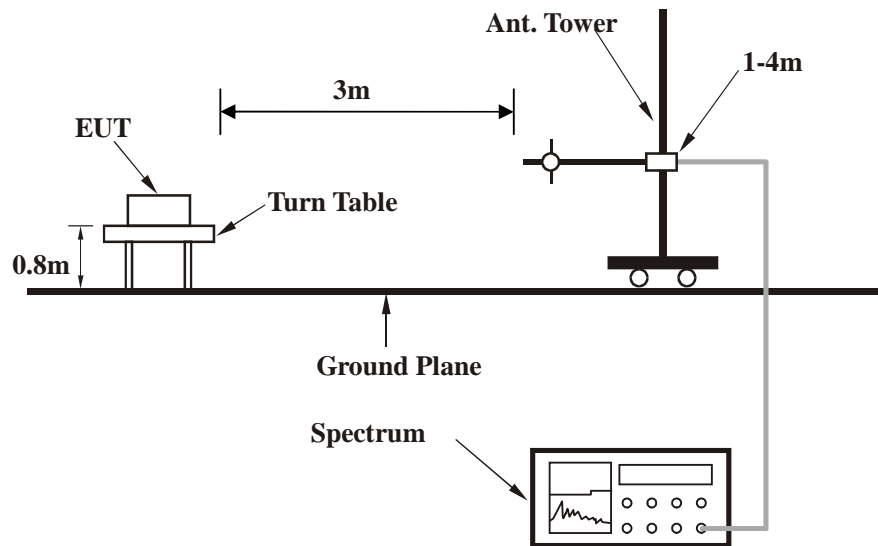 Ant. Tower
1-4m
3m
EUT
Turn Table
0.8m
Ground Plane
Spectrum